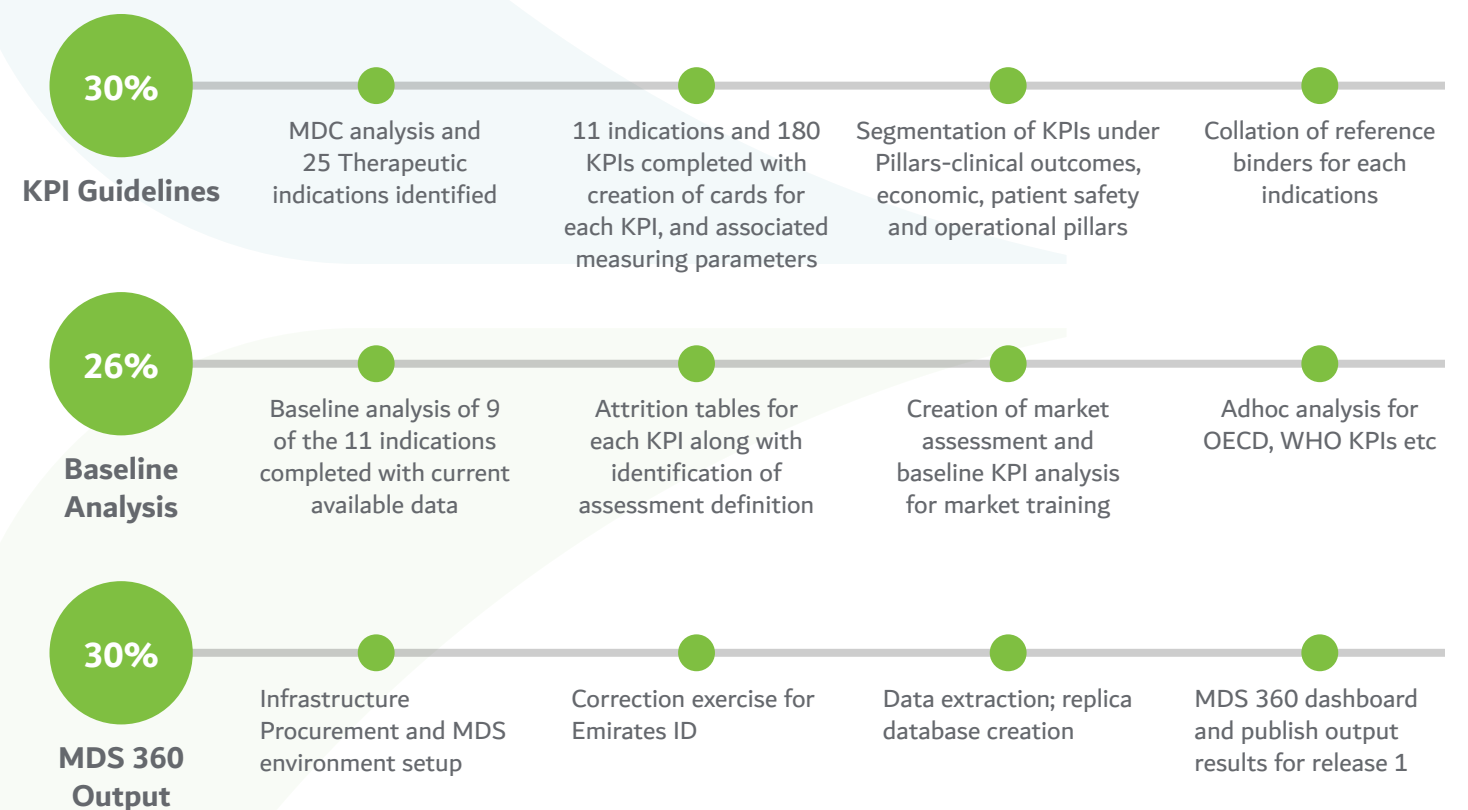 30%
KPI Guidelines
MDC analysis and
25 Therapeutic
indications identified
11 indications and 180
KPIs completed with
creation of cards for
each KPI, and associated
measuring parameters
Segmentation of KPIs under
Pillars-clinical outcomes,
economic, patient safety
and operational pillars
Collation of reference
binders for each
indications
26%
Baseline
Analysis
Baseline analysis of 9
of the 11 indications
completed with current
available data
Attrition tables for
each KPI along with
identification of
assessment definition
Creation of market
assessment and
baseline KPI analysis
for market training
Adhoc analysis for
OECD, WHO KPIs etc
30%
MDS 360
Output
Infrastructure
Procurement and MDS
environment setup
Correction exercise for
Emirates ID
Data extraction; replica
database creation
MDS 360 dashboard
and publish output
results for release 1